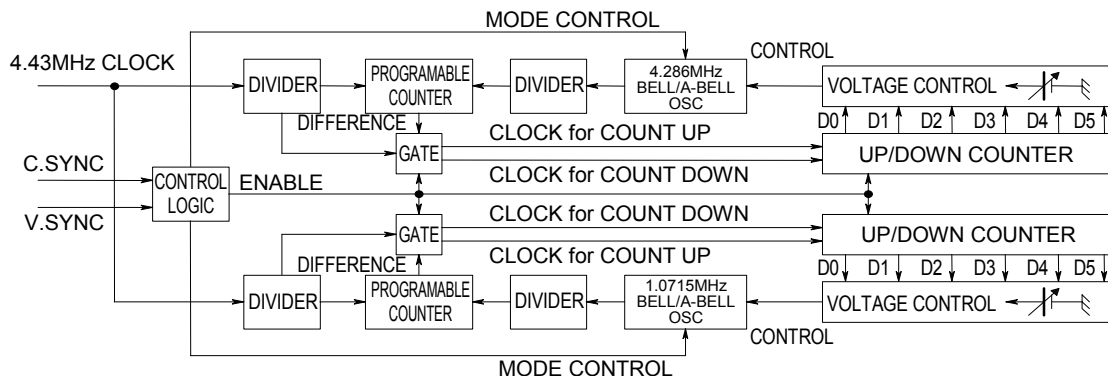 MODE CONTROL
4.43MHz CLOCK
DIVIDER
PROGRAMABLE
COUNTER
DIVIDER
4.286MHz
BELL/A-BELL
OSC
CONTROL
VOLTAGE CONTROL
D0 D1 D2 D3 D4 D5
DIFFERENCE
GATE
CLOCK for COUNT UP
UP/DOWN COUNTER
CLOCK for COUNT DOWN
C.SYNC
V.SYNC
CONTROL
LOGIC
ENABLE
GATE
CLOCK for COUNT DOWN
CLOCK for COUNT UP
UP/DOWN COUNTER
D0 D1 D2 D3 D4 D5
DIFFERENCE
DIVIDER
PROGRAMABLE
COUNTER
DIVIDER
1.0715MHz
BELL/A-BELL
OSC
CONTROL
VOLTAGE CONTROL
MODE CONTROL